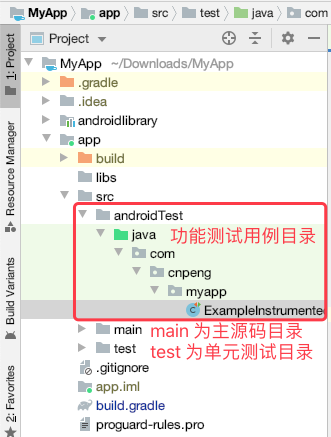 MyApp app src test java com
Project
MyApp ~/Downloads/MyApp
.gradle
.idea
androidlibrary
app
build
libs
src
androidTest
java 功能测试用例目录
com
cnpeng
myapp
ExampleInstrumente
main main 为主源码目录
test test 为单元测试目录
.gitignore
app.iml
build.gradle
proguard-rules.pro
1: Project
Resource Manager
Build Variants
2: Favorites